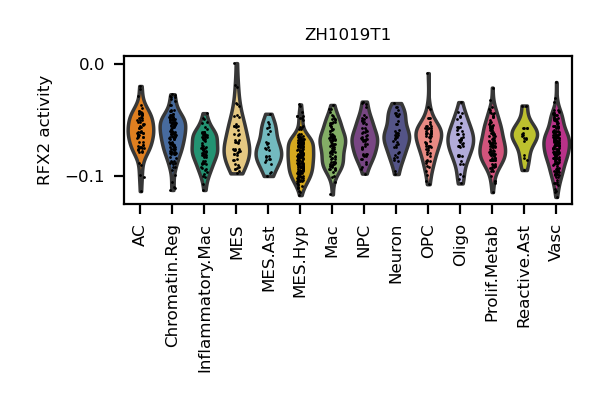 ZH1019T1
RFX2 activity
0.0
−0.1
AC
Chromatin.Reg
Inflammatory.Mac
MES
MES.Ast
MES.Hyp
Mac
NPC
Neuron
OPC
Oligo
Prolif.Metab
Reactive.Ast
Vasc